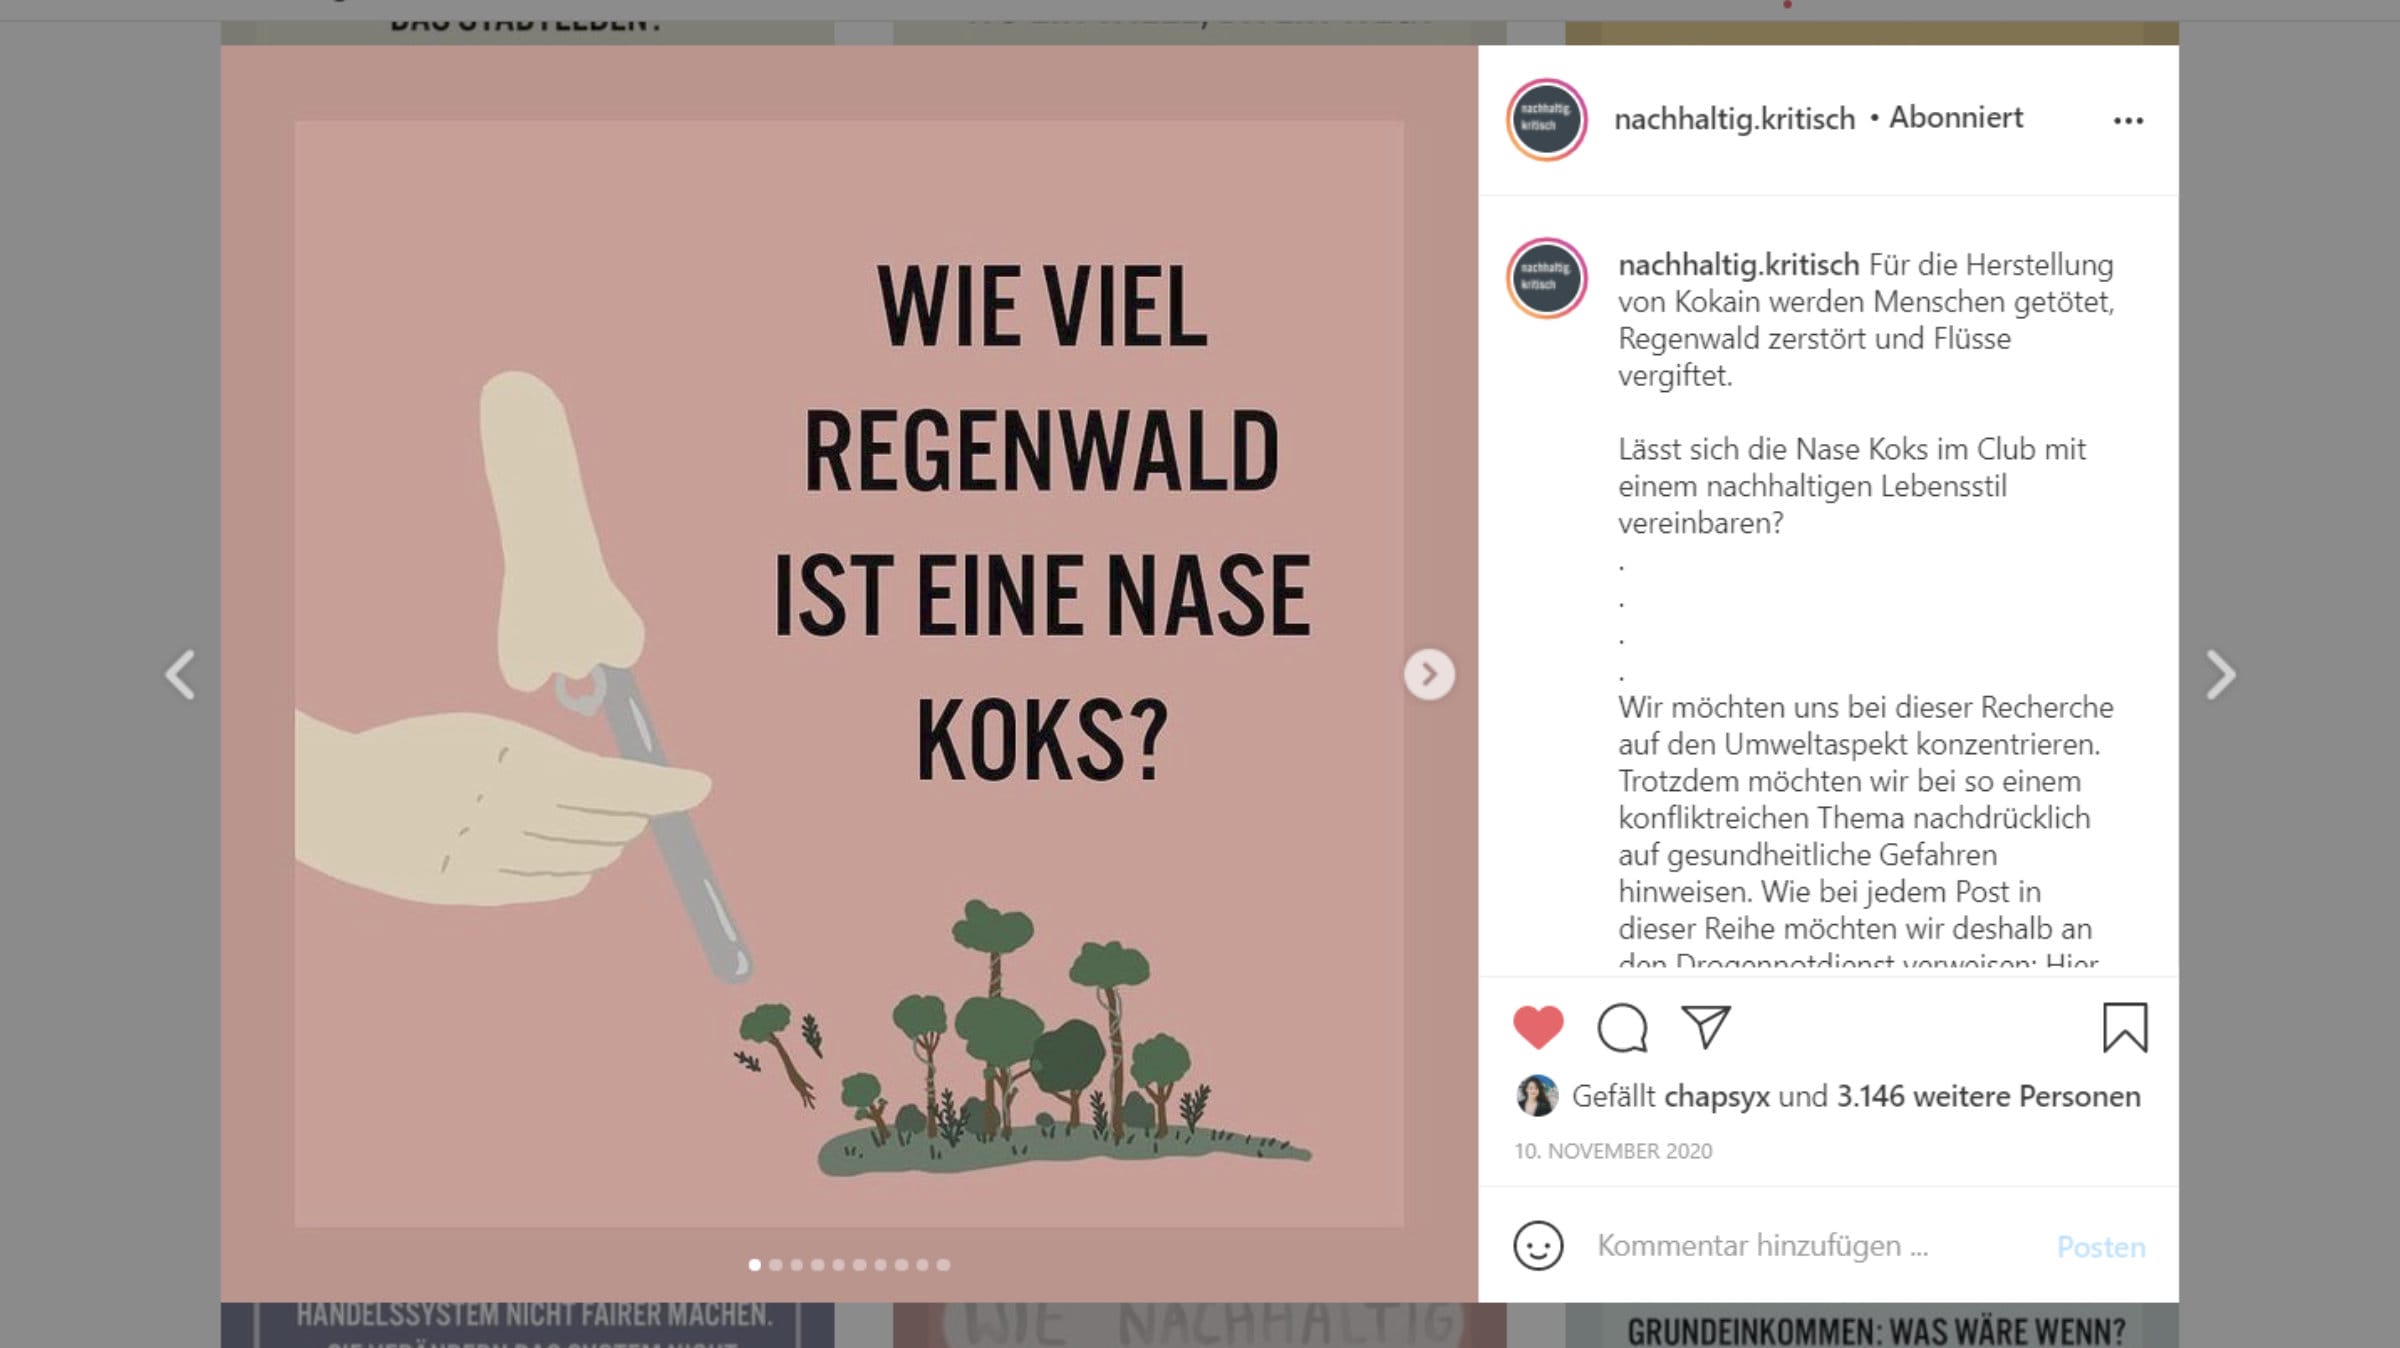 DAS STADTLEBEN?
WIE VIEL
REGENWALD
IST EINE NASE
KOKS?
nachhaltig.
kritisch
nachhaltig.kritisch • Abonniert
nachhaltig.
kritisch
nachhaltig.kritisch Für die Herstellung
von Kokain werden Menschen getötet,
Regenwald zerstört und Flüsse
vergiftet.
Lässt sich die Nase Koks im Club mit
einem nachhaltigen Lebensstil
vereinbaren?
.
.
.
.
Wir möchten uns bei dieser Recherche
auf den Umweltaspekt konzentrieren.
Trotzdem möchten wir bei so einem
konfliktreichen Thema nachdrücklich
auf gesundheitliche Gefahren
hinweisen. Wie bei jedem Post in
dieser Reihe möchten wir deshalb an
den Drogennotdienst verweisen: Hier
Gefällt chapsyx und 3.146 weitere Personen
10. NOVEMBER 2020
Kommentar hinzufügen ...
Posten
HANDELSSYSTEM NICHT FAIRER MACHEN.
SIE VERÄNDERN DAS SYSTEM NICHT
WIE NACHHALTIG
GRUNDEINKOMMEN: WAS WÄRE WENN?